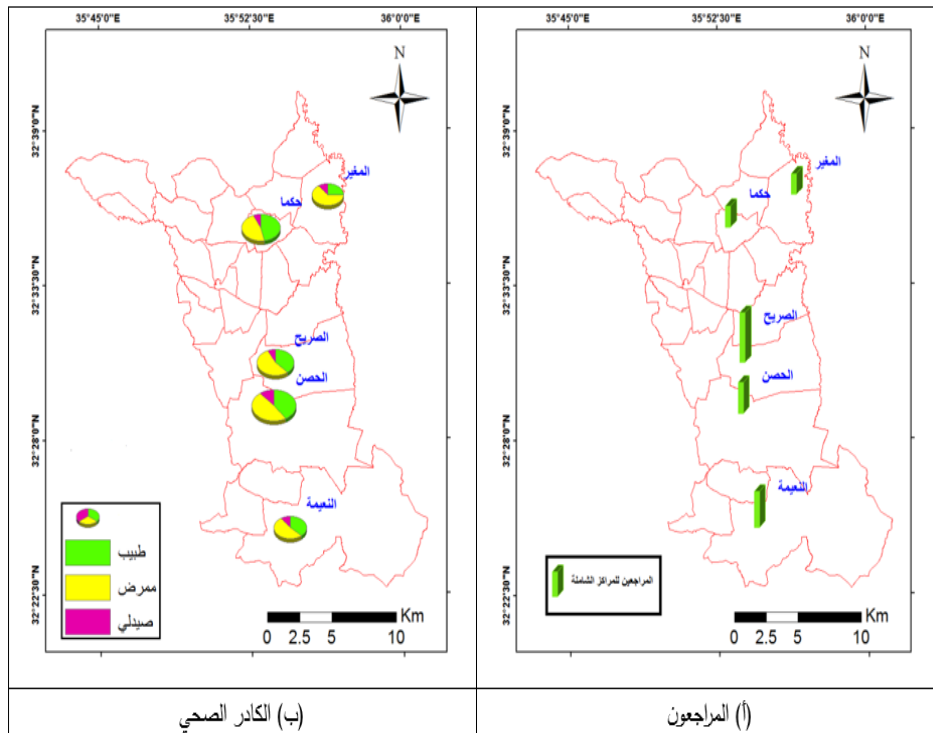 35°45'0"E
35°52'30"E
36°0'0"E
N
32°39'0"N
32°33'30"N
32°28'0"N
32°22'30"N
المغير
حكما
الصريح
الحصن
النعيمة
المراجعين للمراكز الشاملة
Km
0 2.5 5 10
(أ) المراجعون
35°45'0"E
35°52'30"E
36°0'0"E
N
32°39'0"N
32°33'30"N
32°28'0"N
32°22'30"N
المغير
حكما
الصريح
الحصن
النعيمة
طبيب
ممرض
صيدلي
Km
0 2.5 5 10
(ب) الكادر الصحي